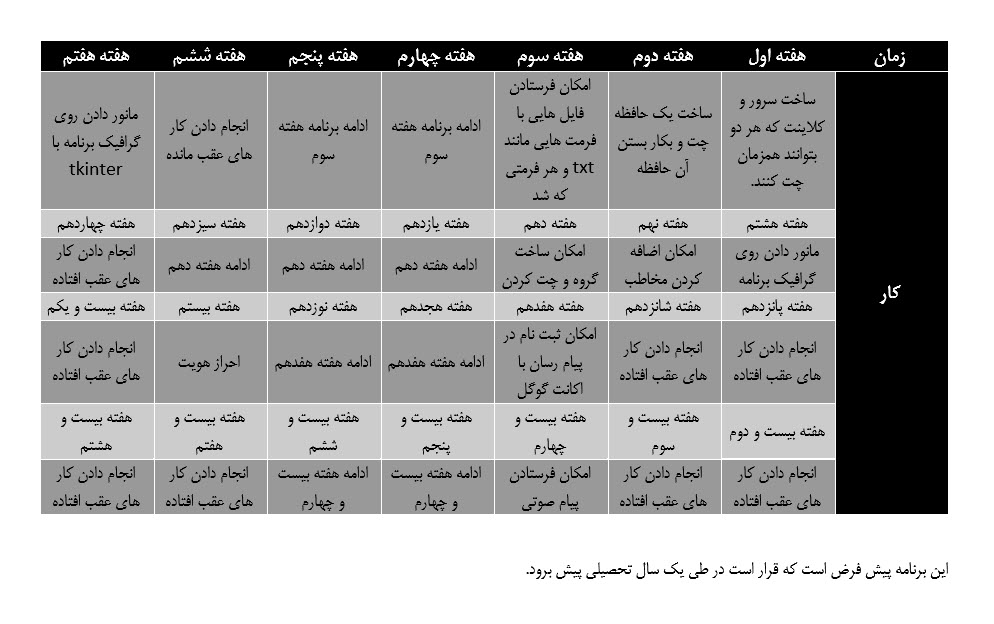 زمان
هفته اول
هفته دوم
هفته سوم
هفته چهارم
هفته پنجم
هفته ششم
هفته هفتم
کار
ساخت سرور و
کلاینت که هر دو
بتوانند همزمان
چت کنند.
ساخت یک حافظه
چت و بکار بستن
آن حافظه
امکان فرستادن
فایل هایی با
فرمت هایی مانند
txt و هر فرمتی
که شد
ادامه برنامه هفته
سوم
ادامه برنامه هفته
سوم
انجام دادن کار
های عقب مانده
مانور دادن روی
گرافیک برنامه با
tkinter
هفته هشتم
هفته نهم
هفته دهم
هفته یازدهم
هفته دوازدهم
هفته سیزدهم
هفته چهاردهم
مانور دادن روی
گرافیک برنامه
امکان اضافه
کردن مخاطب
امکان ساخت
گروه و چت کردن
ادامه هفته دهم
ادامه هفته دهم
ادامه هفته دهم
انجام دادن کار
های عقب افتاده
هفته پانزدهم
هفته شانزدهم
هفته هفدهم
هفته هجدهم
هفته نوزدهم
هفته بیستم
هفته بیست و یکم
انجام دادن کار
های عقب افتاده
انجام دادن کار
های عقب افتاده
امکان ثبت نام در
پیام رسان با
اکانت گوگل
ادامه هفته هفدهم
ادامه هفته هفدهم
احراز هویت
انجام دادن کار
های عقب افتاده
هفته بیست و دوم
هفته بیست و
سوم
هفته بیست و
چهارم
هفته بیست و
پنجم
هفته بیست و
ششم
هفته بیست و
هفتم
هفته بیست و
هشتم
انجام دادن کار
های عقب افتاده
انجام دادن کار
های عقب افتاده
امکان فرستادن
پیام صوتی
ادامه هفته بیست
و چهارم
ادامه هفته بیست
و چهارم
انجام دادن کار
های عقب افتاده
انجام دادن کار
های عقب افتاده
این برنامه پیش فرض است که قرار است در طی یک سال تحصیلی پیش برود.